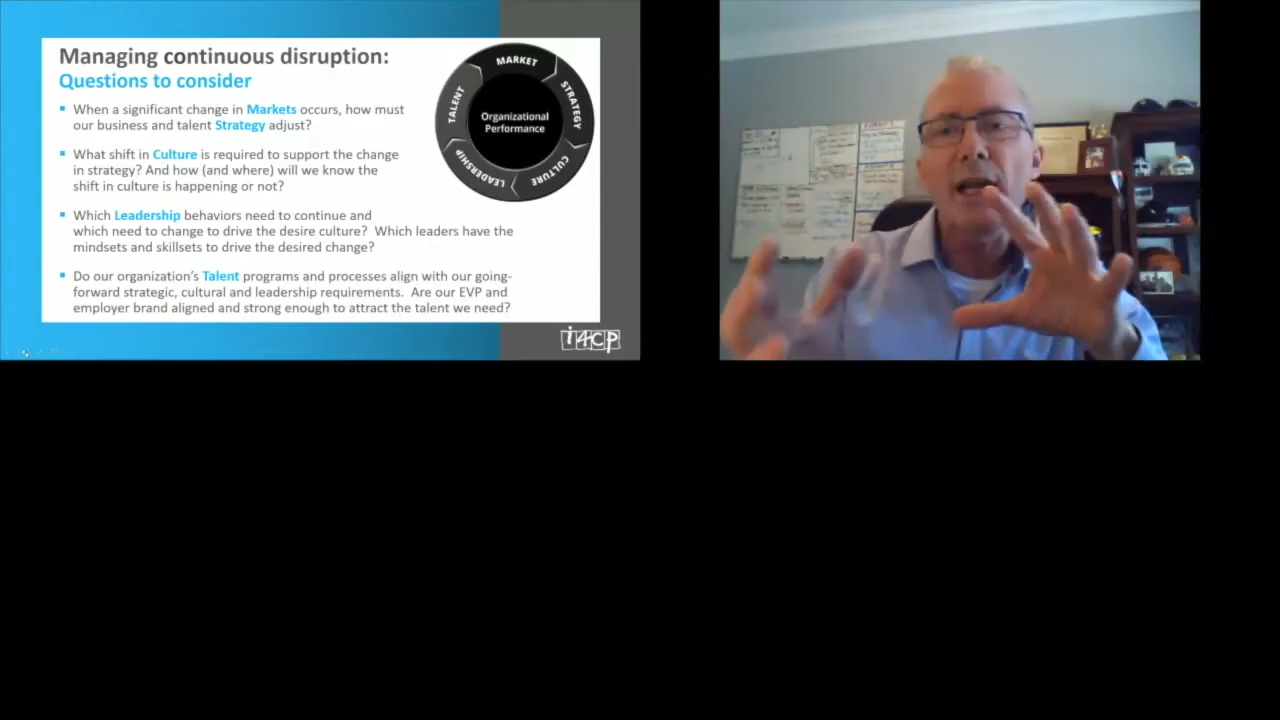 Managing continuous disruption:
Questions to consider
When a significant change in Markets occurs, how must
our business and talent Strategy adjust?
What shift in Culture is required to support the change
in strategy? And how (and where) will we know the
shift in culture is happening or not?
Which Leadership behaviors need to continue and
which need to change to drive the desire culture? Which leaders have the
mindsets and skillsets to drive the desired change?
Do our organization's Talent programs and processes align with our going-
forward strategic, cultural and leadership requirements. Are our EVP and
employer brand aligned and strong enough to attract the talent we need?
MARKET
STRATEGY
CULTURE
LEADERSHIP
TALENT
Organizational
Performance
i4cp